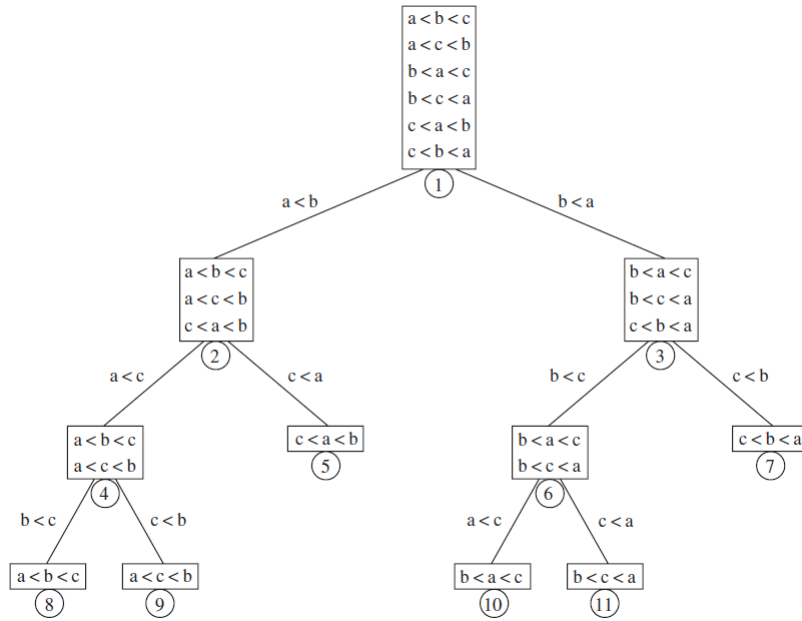 a < b < c
a < c < b
b < a < c
b < c < a
c < a < b
c < b < a
1
a < b
b < a
a < b < c
a < c < b
c < a < b
2
b < a < c
b < c < a
c < b < a
3
a < c
c < a
b < c
c < b
a < b < c
a < c < b
4
c < a < b
5
b < a < c
b < c < a
6
c < b < a
7
b < c
c < b
a < c
c < a
a < b < c
8
a < c < b
9
b < a < c
10
b < c < a
11